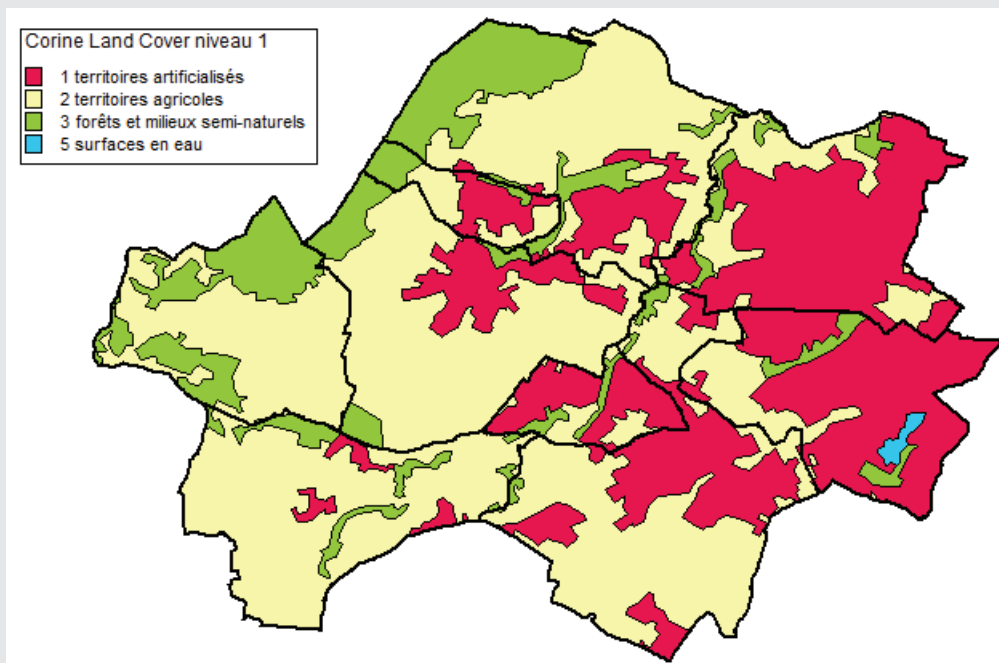 Corine Land Cover niveau 1
1 territoires artificialisés
2 territoires agricoles
3 forêts et milieux semi-naturels
5 surfaces en eau